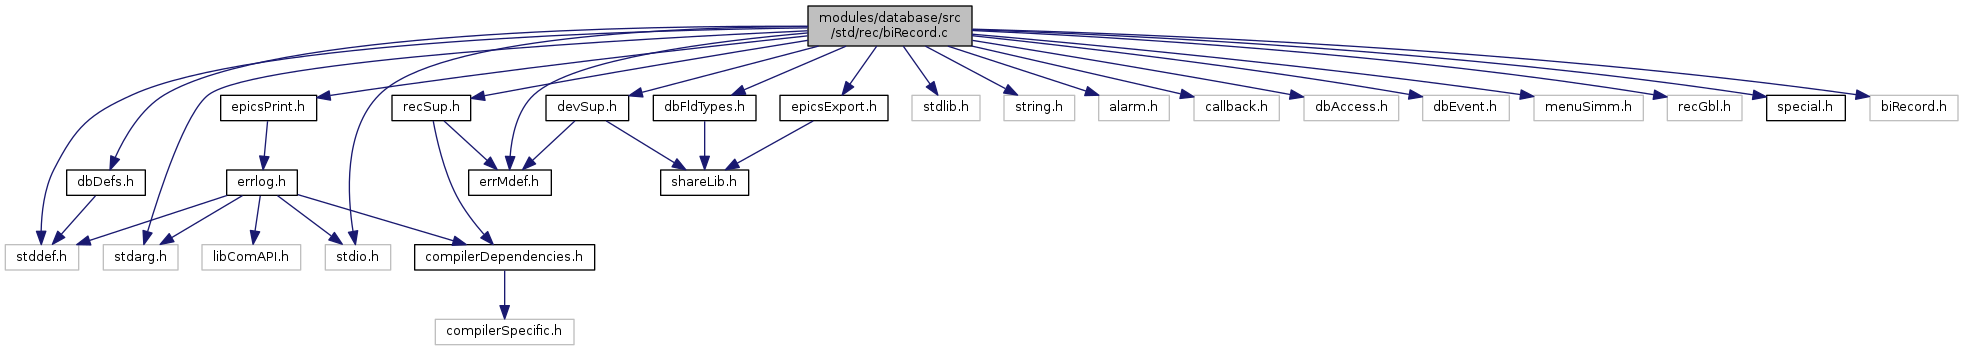 modules/database/src
/std/rec/biRecord.c
epicsPrint.h
recSup.h
devSup.h
dbFldTypes.h
epicsExport.h
stdlib.h
string.h
alarm.h
callback.h
dbAccess.h
dbEvent.h
menuSimm.h
recGbl.h
special.h
biRecord.h
dbDefs.h
errlog.h
errMdef.h
shareLib.h
stddef.h
stdarg.h
libComAPI.h
stdio.h
compilerDependencies.h
compilerSpecific.h